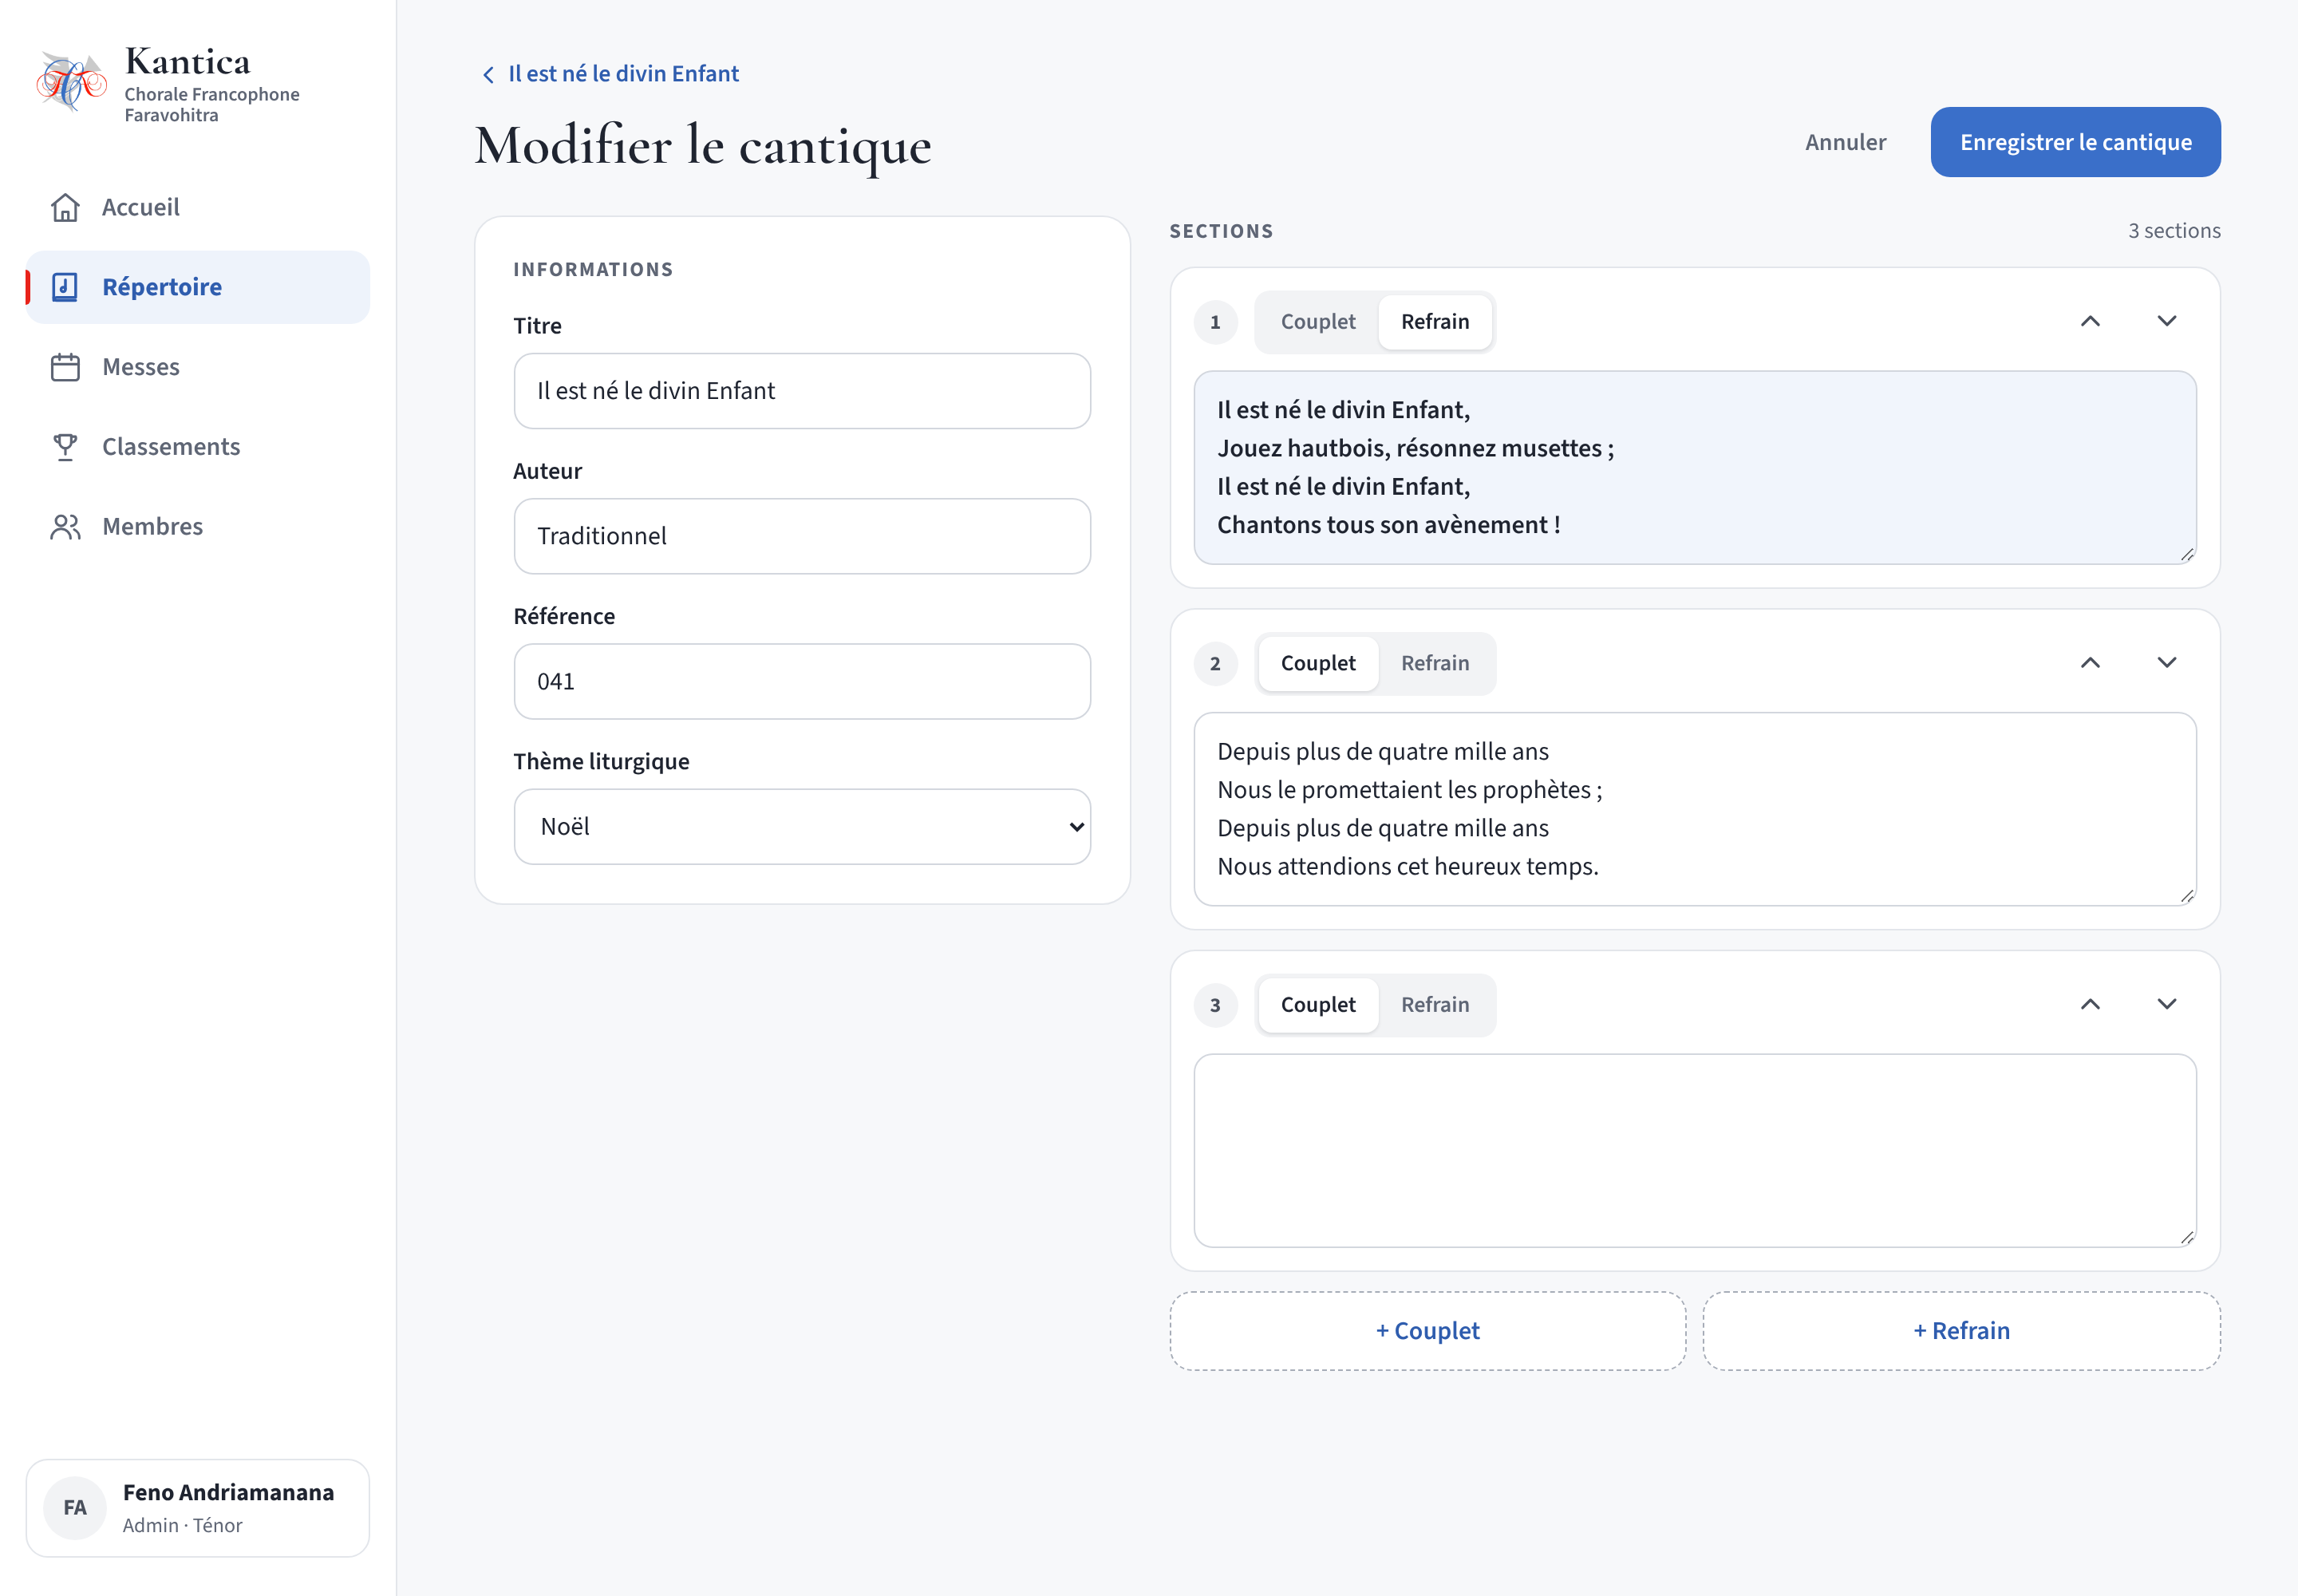 Kantica
Chorale Francophone
Faravohitra
Accueil
Répertoire
Messes
Classements
Membres
FA
Feno Andriamanana
Admin · Ténor
Il est né le divin Enfant
Modifier le cantique
Annuler
Enregistrer le cantique
INFORMATIONS
Titre
Il est né le divin Enfant
Auteur
Traditionnel
Référence
041
Thème liturgique
Noël
SECTIONS
3 sections
1
Couplet
Refrain
Il est né le divin Enfant,
Jouez hautbois, résonnez musettes ;
Il est né le divin Enfant,
Chantons tous son avènement !
2
Couplet
Refrain
Depuis plus de quatre mille ans
Nous le promettaient les prophètes ;
Depuis plus de quatre mille ans
Nous attendions cet heureux temps.
3
Couplet
Refrain
+ Couplet
+ Refrain